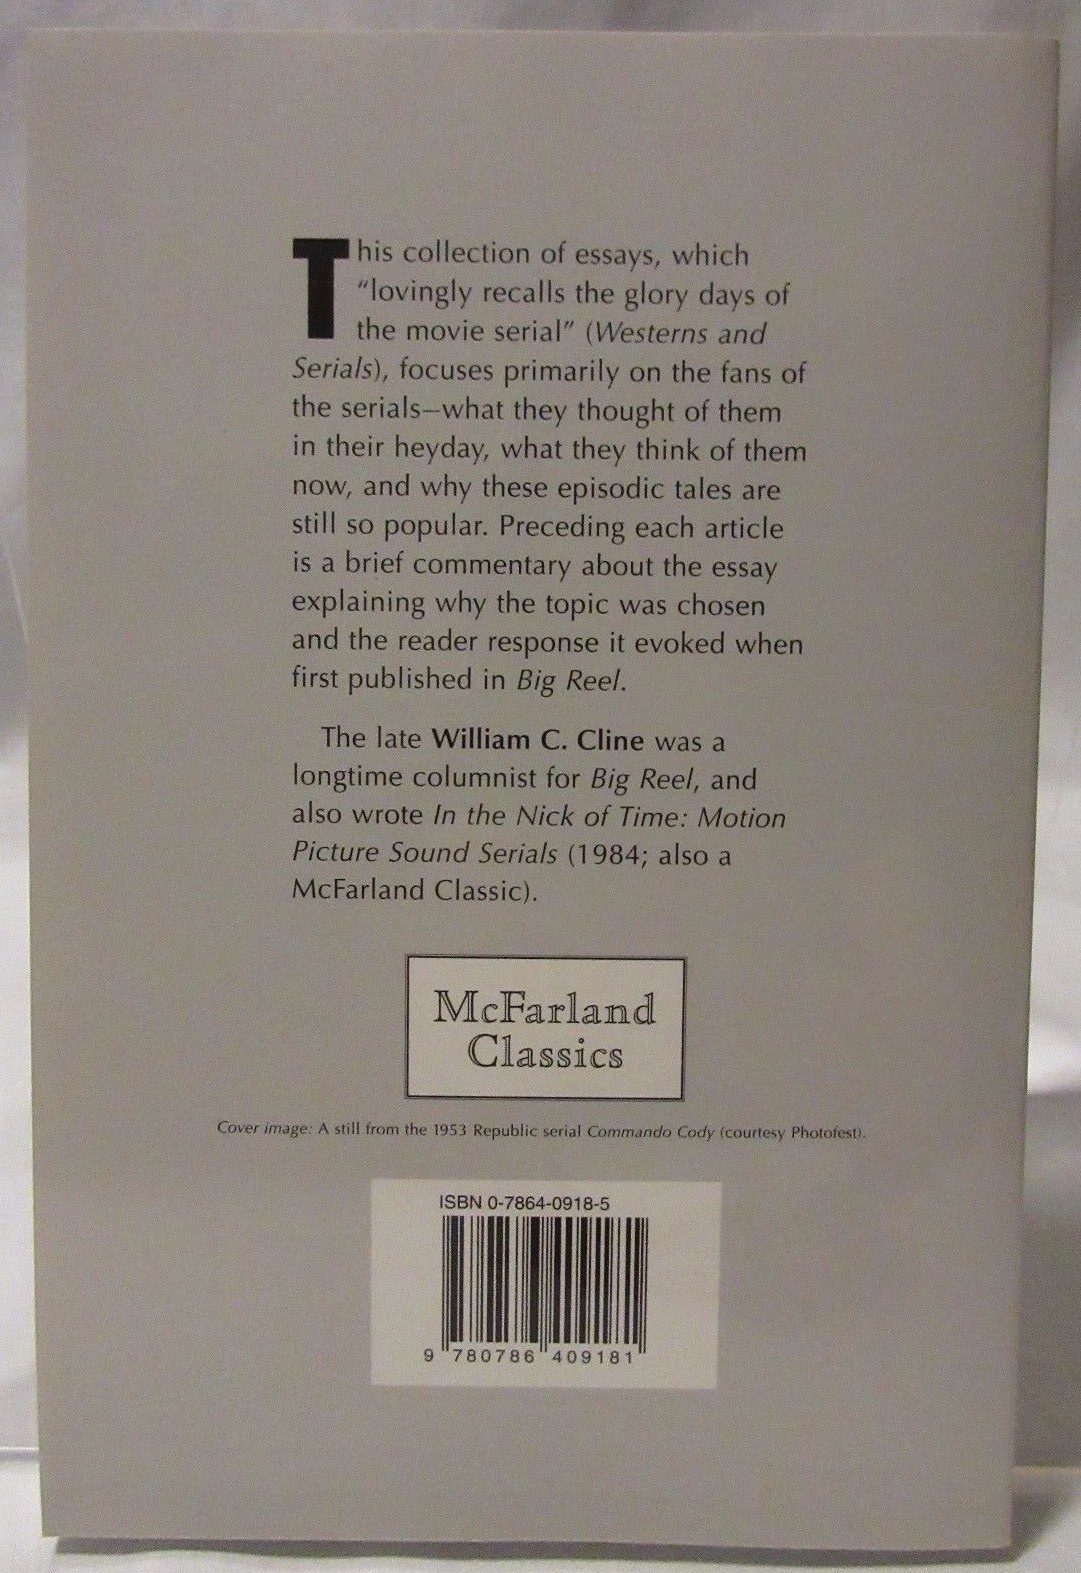 This collection of essays, which
“lovingly recalls the glory days of
the movie serial” (Westerns and
Serials), focuses primarily on the fans of
the serials—what they thought of them
in their heyday, what they think of them
now, and why these episodic tales are
still so popular. Preceding each article
is a brief commentary about the essay
explaining why the topic was chosen
and the reader response it evoked when
first published in Big Reel.
The late William C. Cline was a
longtime columnist for Big Reel, and
also wrote In the Nick of Time: Motion
Picture Sound Serials (1984; also a
McFarland Classic).
McFarland
Classics
Cover image: A still from the 1953 Republic serial Commando Cody (courtesy Photofest).
ISBN 0-7864-0918-5
9 780786 409181